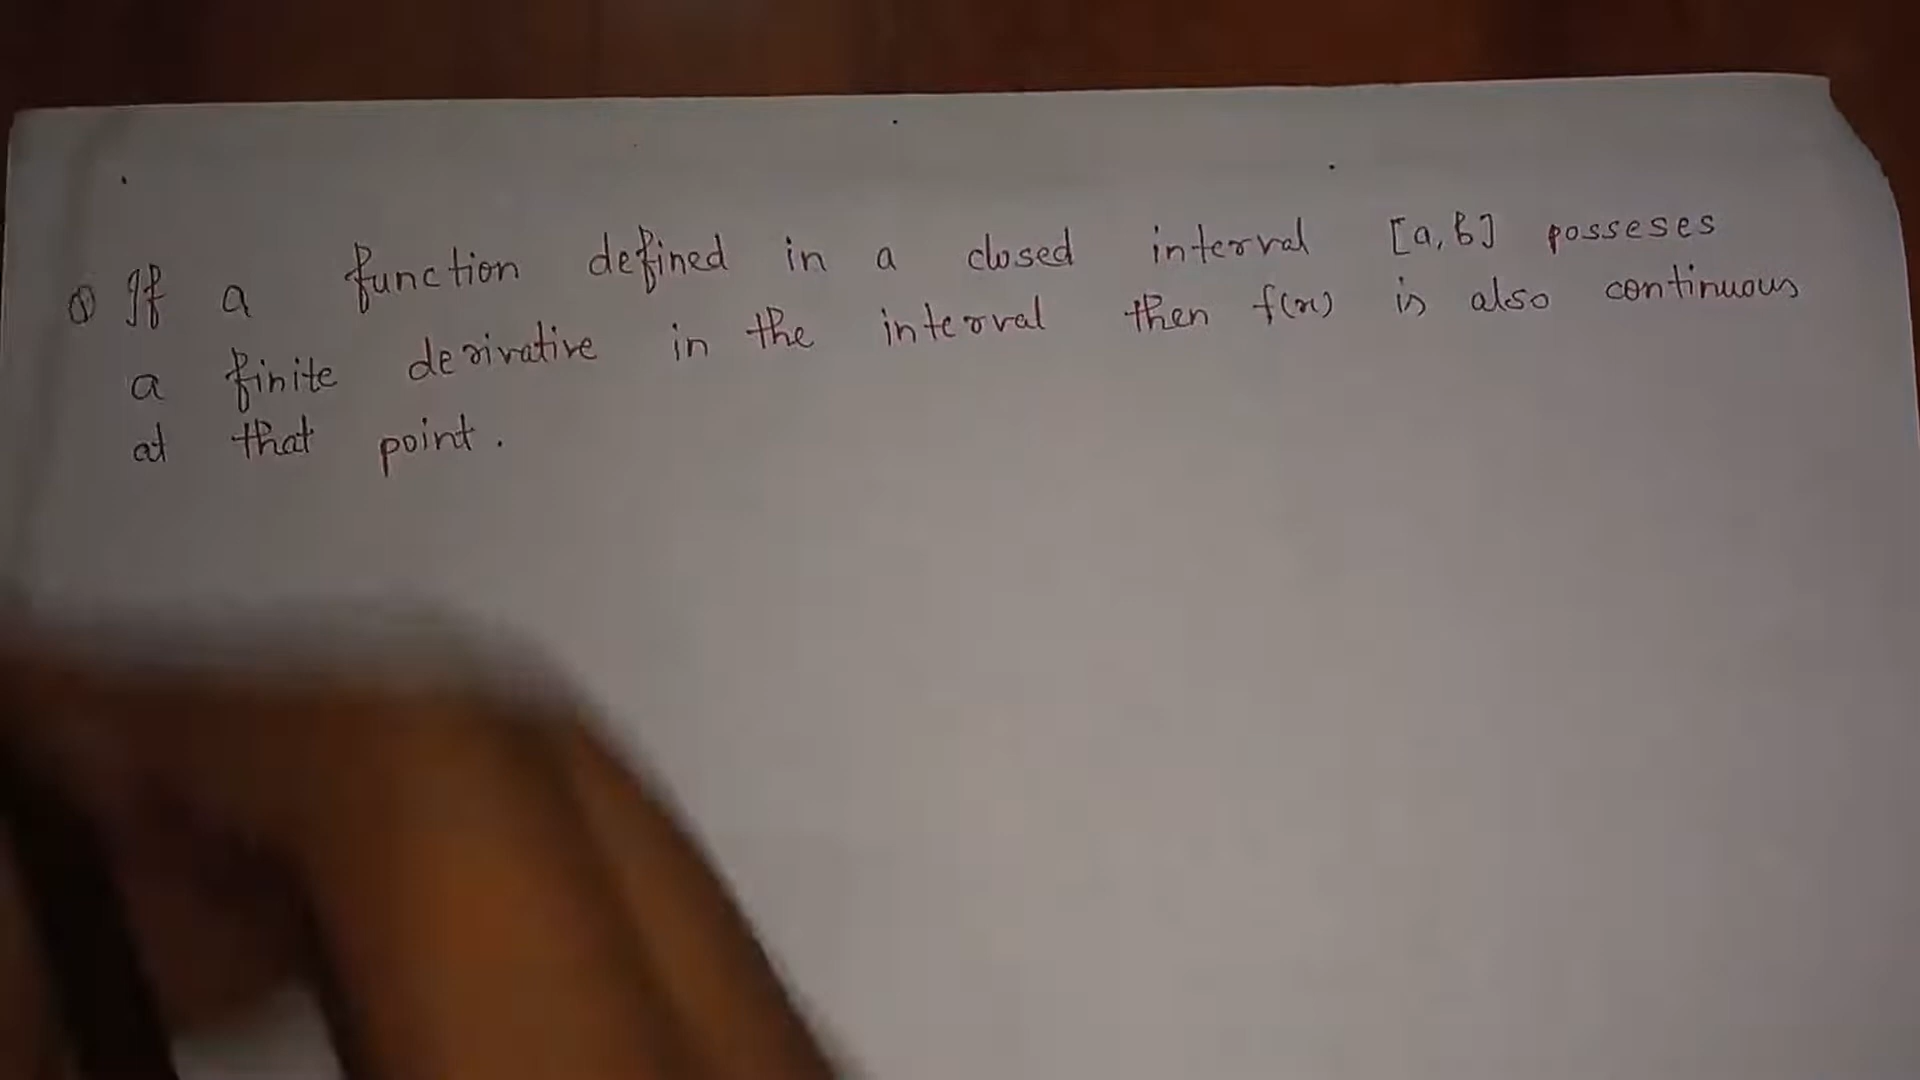 ① If a function defined in a closed interval [a,b] posseses
a finite derivative in the interval then f(x) is also continuous
at that point.